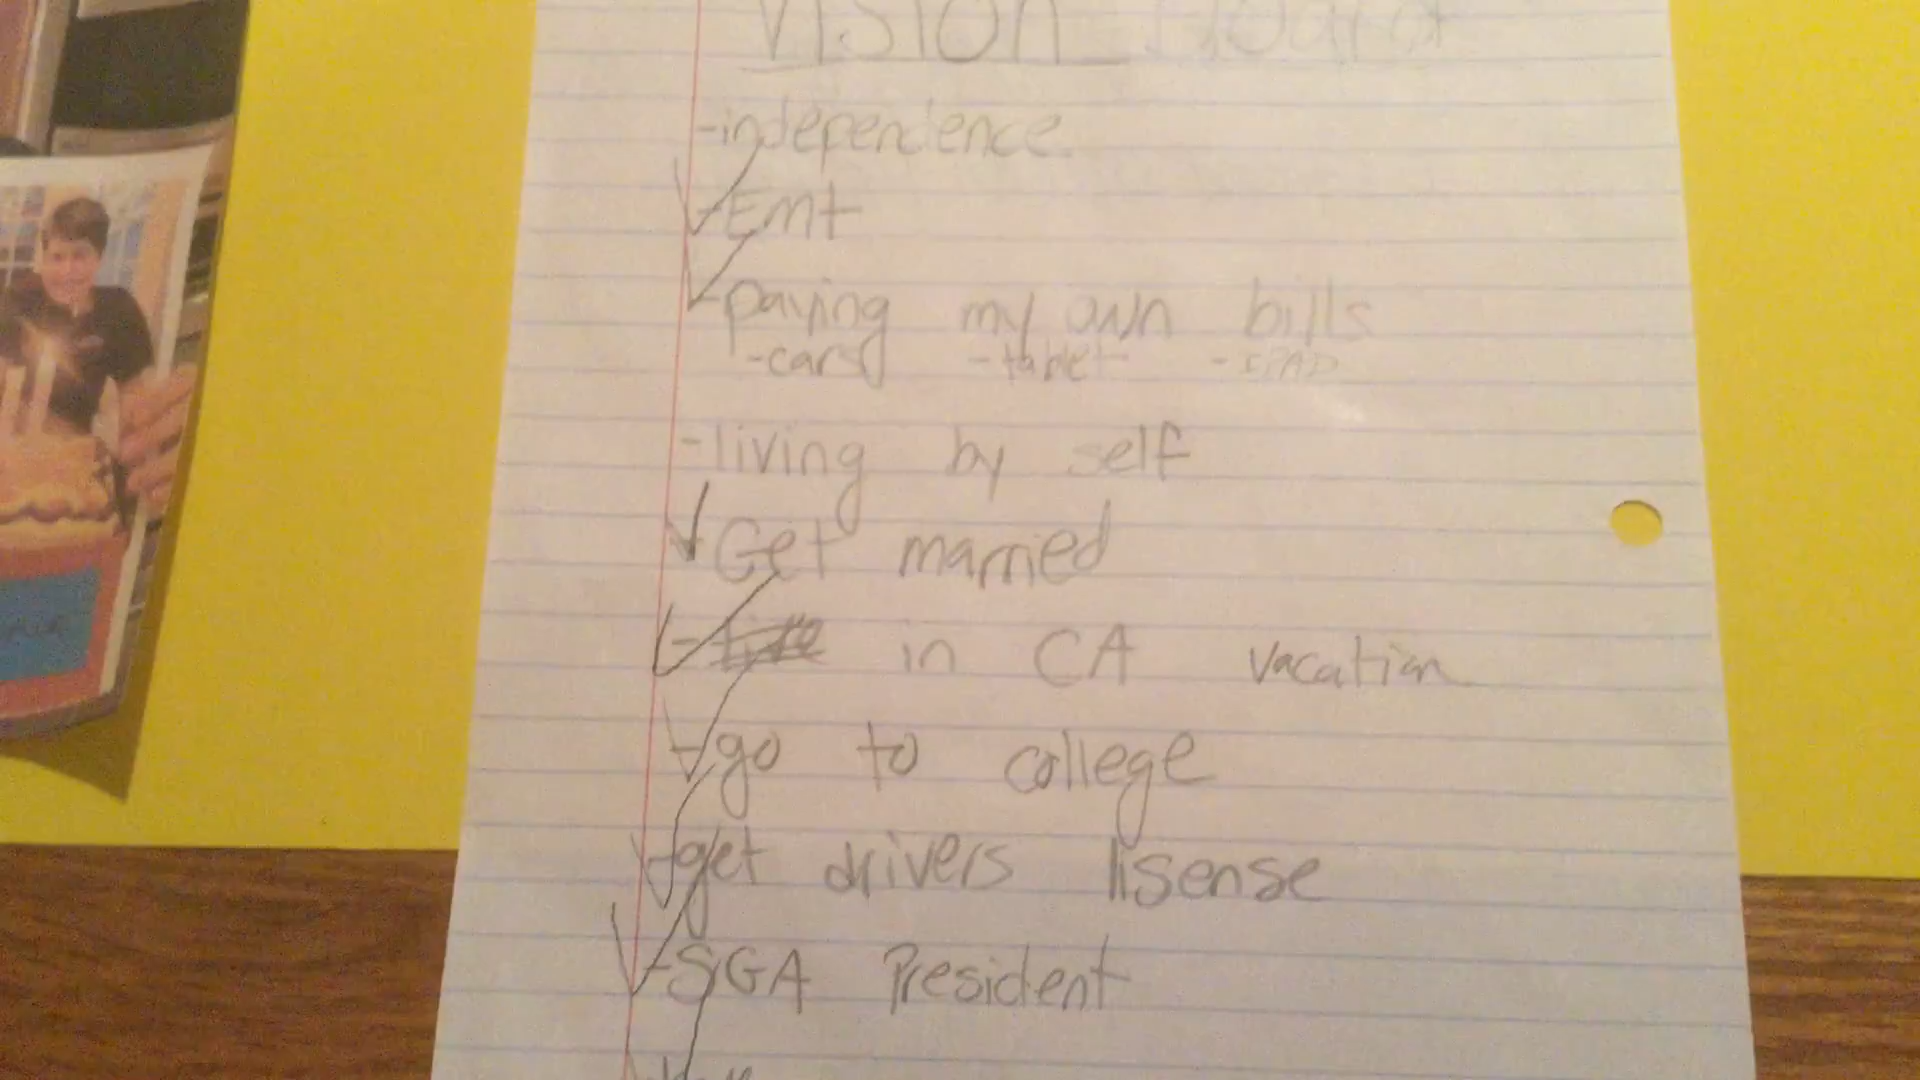 Vision Board
-independence
-Emt
-paying my own bills
-cars -tablet -IPAD
-living by self
Get married
- in CA vacation
-go to college
-get drivers lisense
-SGA President